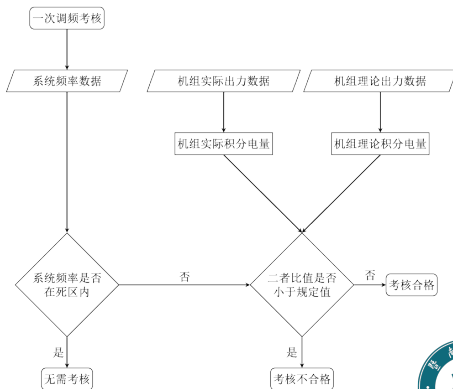 一次调频考核
系统频率数据
机组实际出力数据
机组理论出力数据
机组实际积分电量
机组理论积分电量
系统频率是否
在死区内
否
二者比值是否
小于规定值
否
考核合格
是
是
无需考核
考核不合格